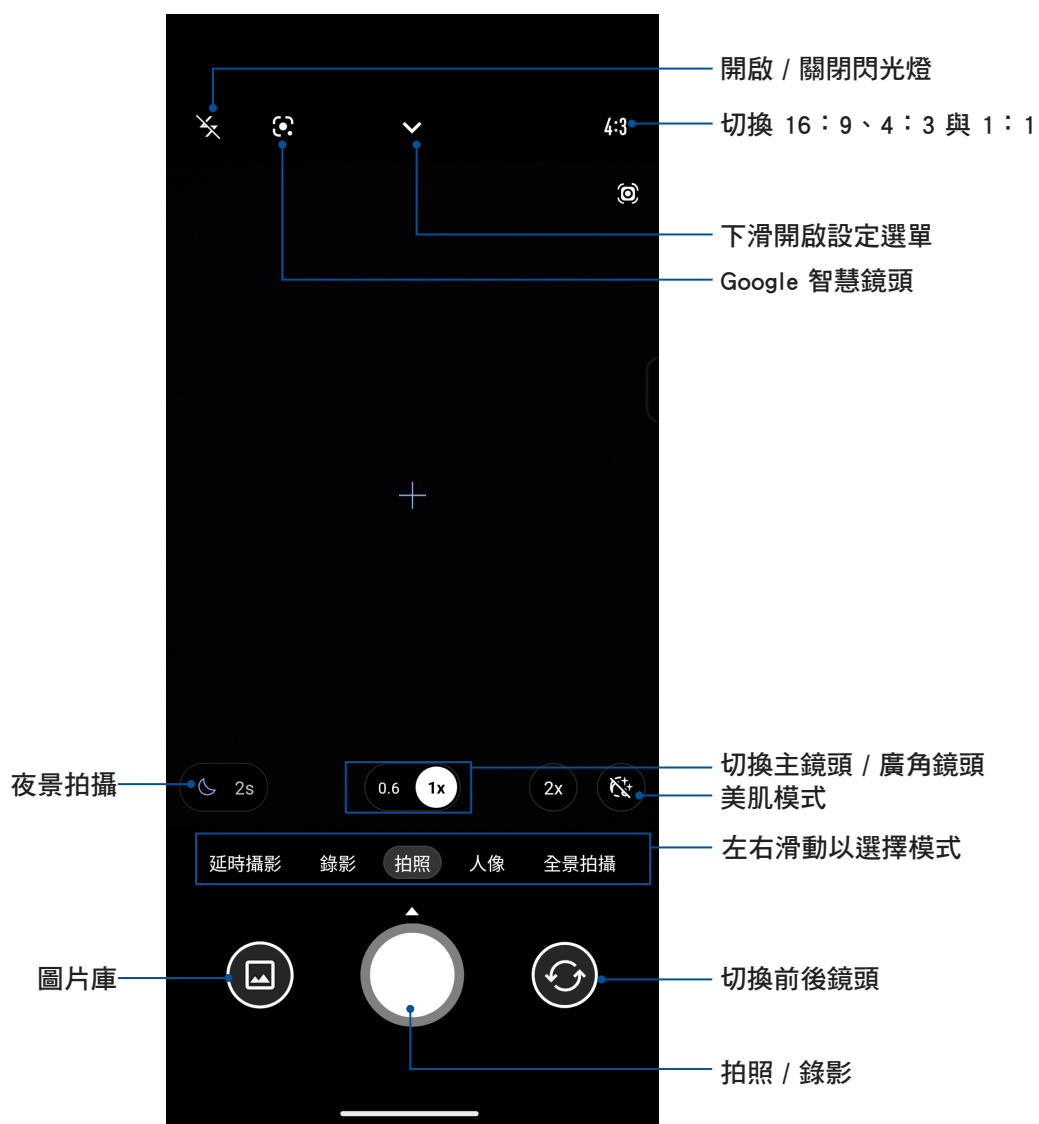 開啟 / 關閉閃光燈
4:3
切換 16：9、4：3 與 1：1
下滑開啟設定選單
Google 智慧鏡頭
切換主鏡頭 / 廣角鏡頭
夜景拍攝
2s
0.6 1x
2x
美肌模式
左右滑動以選擇模式
延時攝影 錄影 拍照 人像 全景拍攝
圖片庫
切換前後鏡頭
拍照 / 錄影